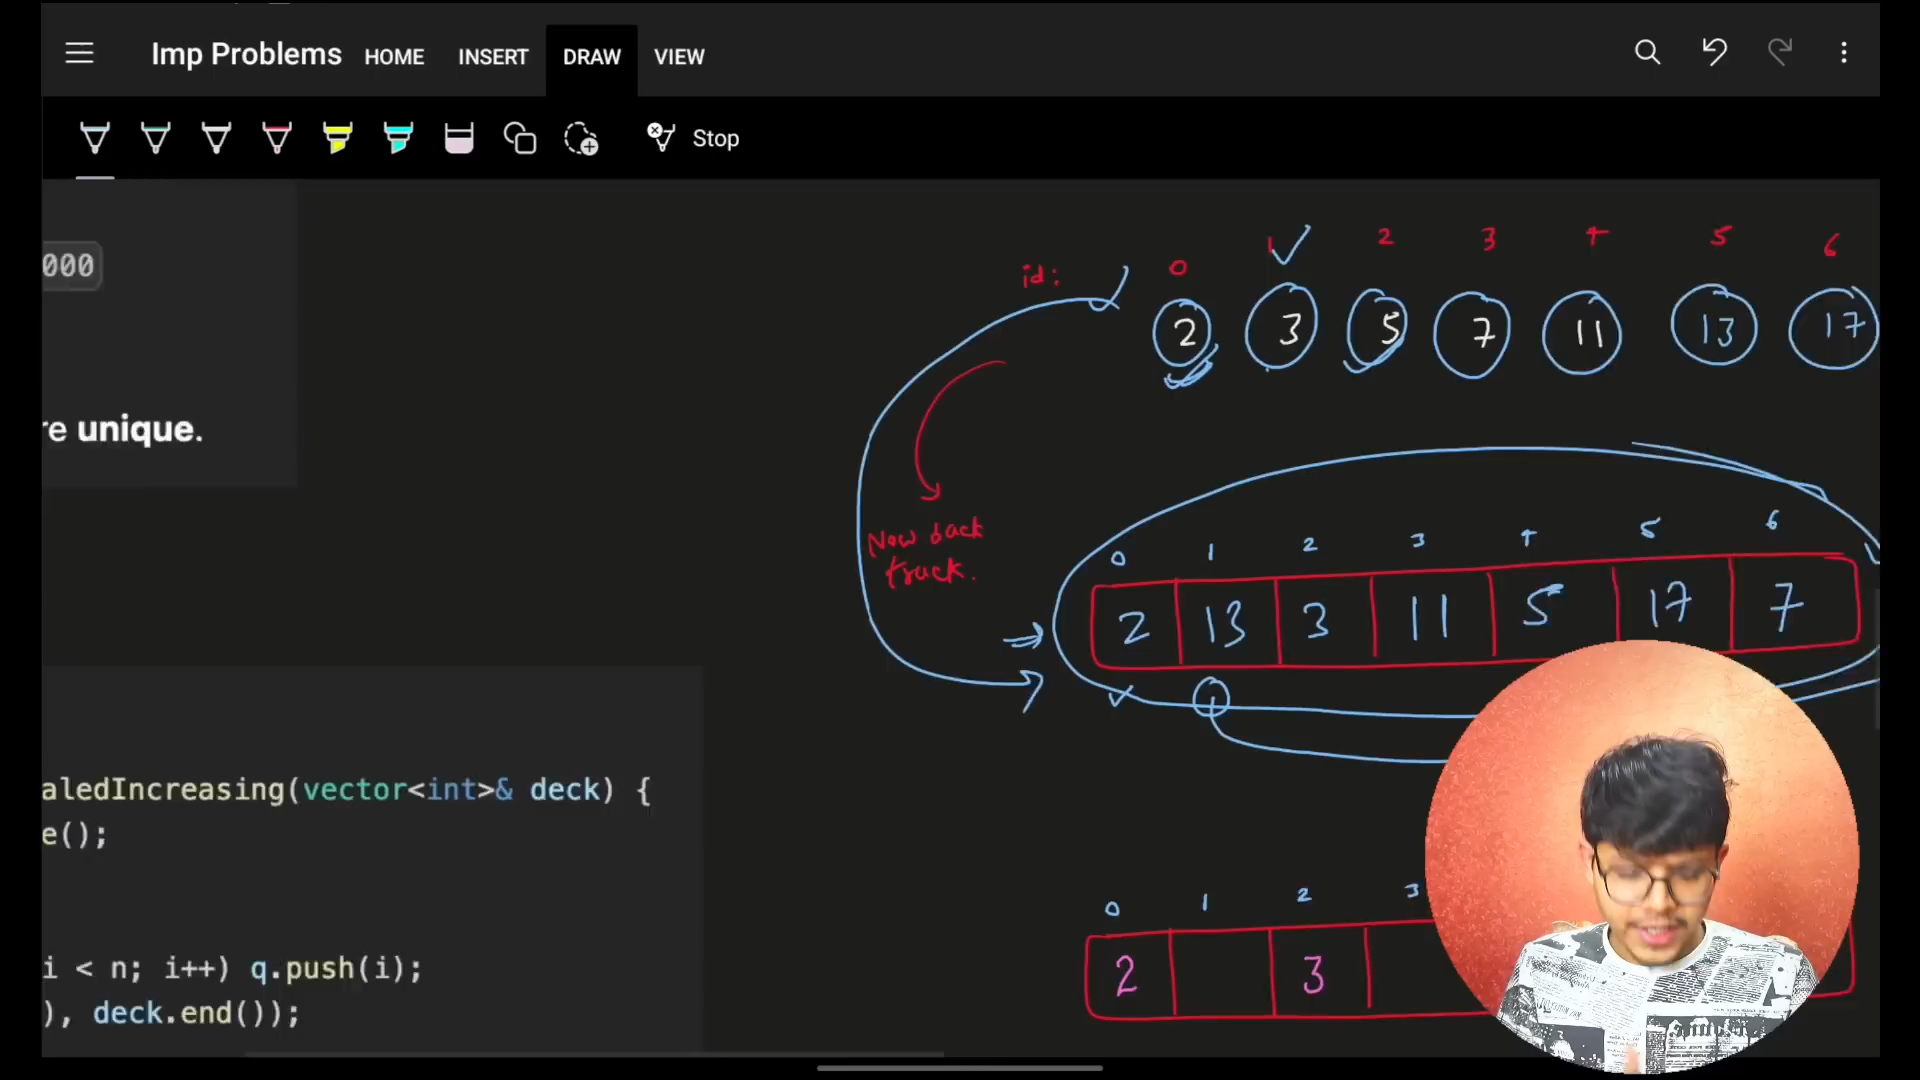 Imp Problems HOME INSERT DRAW VIEW
Stop
000
re unique.
id: 0 1 2 3 4 5 6
2 3 5 7 11 13 17
Now back
track.
0 1 2 3 4 5 6
2 13 3 11 5 17 7
aledIncreasing(vector<int>& deck) {
e();
0 1 2 3
2 3
i < n; i++) q.push(i);
), deck.end());